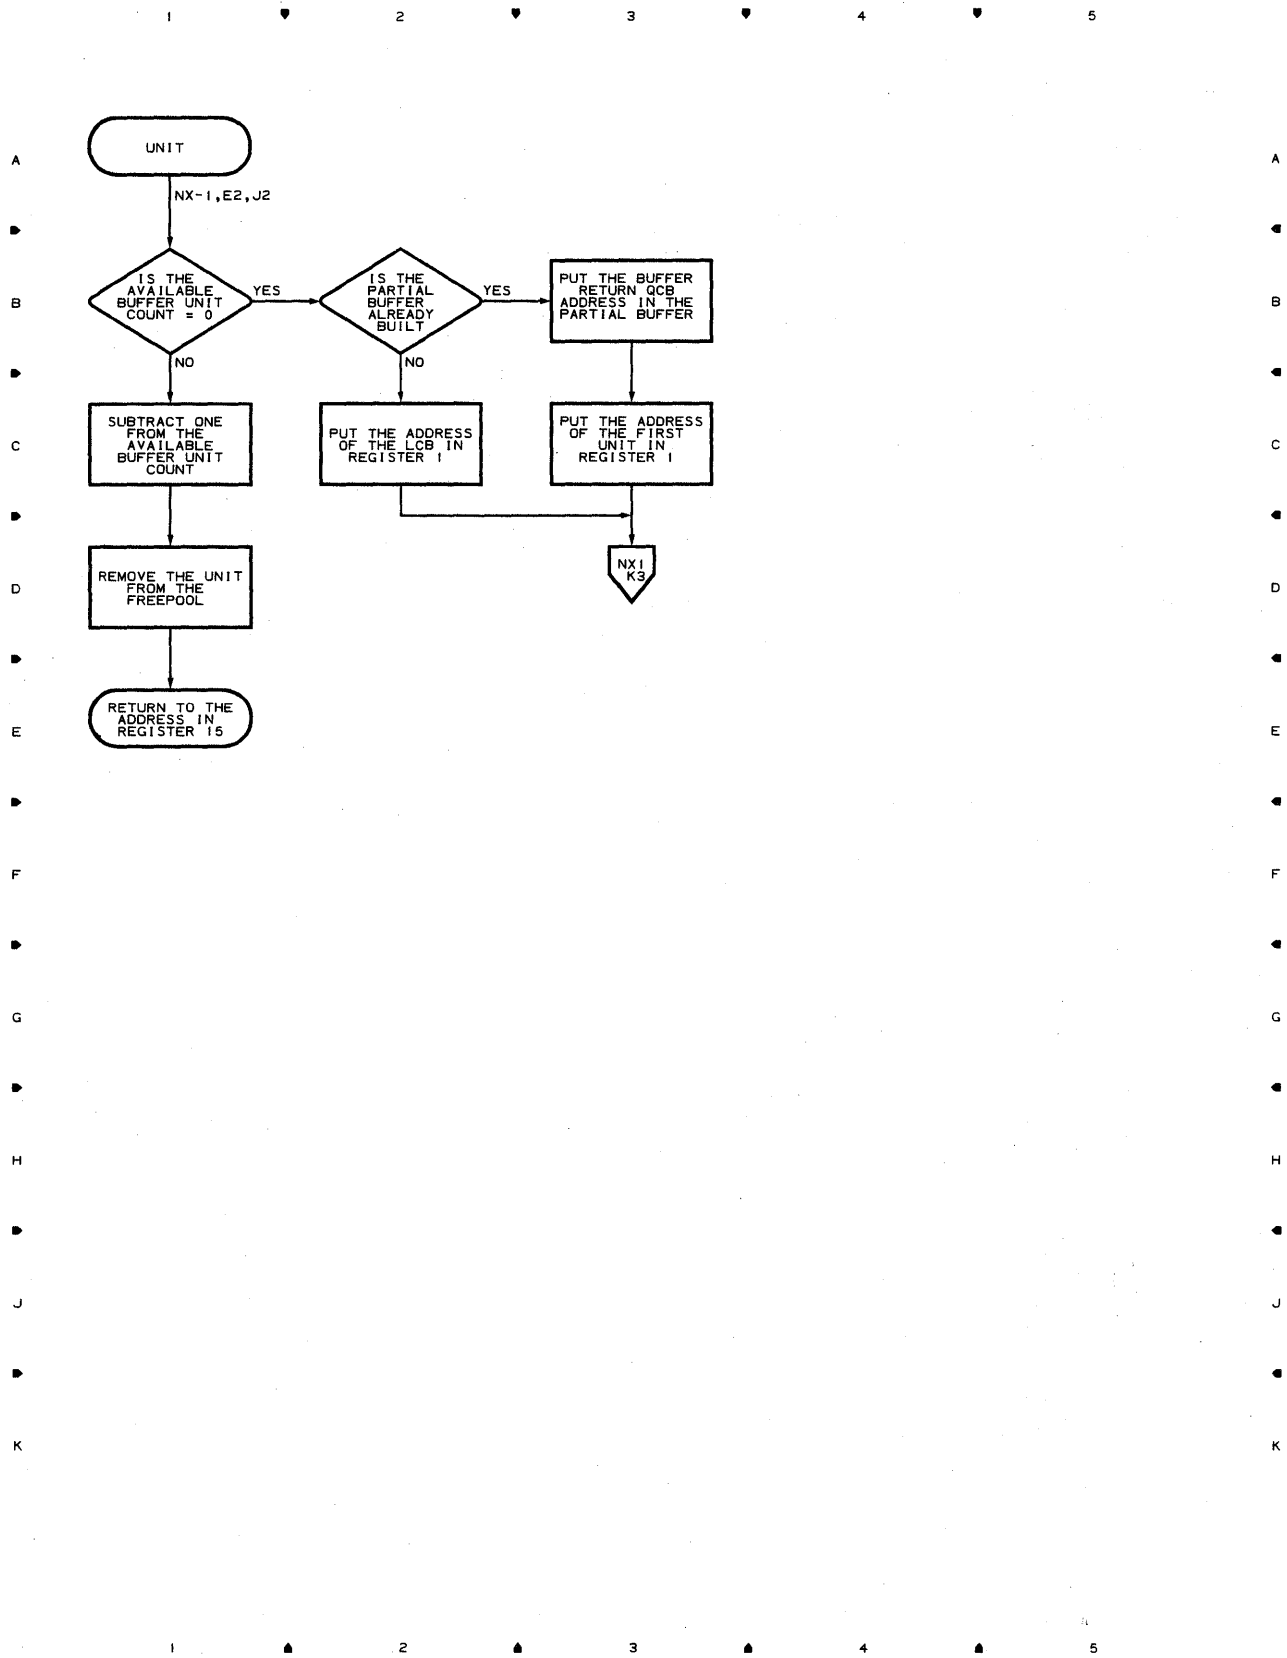 1 2 3 4 5
UNIT
A A
NX-1,E2,J2
IS THE
AVAILABLE
BUFFER UNIT
COUNT = 0
YES
IS THE
PARTIAL
BUFFER
ALREADY
BUILT
YES
PUT THE BUFFER
RETURN QCB
ADDRESS IN THE
PARTIAL BUFFER
B B
NO
NO
SUBTRACT ONE
FROM THE
AVAILABLE
BUFFER UNIT
COUNT
PUT THE ADDRESS
OF THE LCB IN
REGISTER 1
PUT THE ADDRESS
OF THE FIRST
UNIT IN
REGISTER 1
C C
REMOVE THE UNIT
FROM THE
FREEPOOL
NX1
K3
D D
RETURN TO THE
ADDRESS IN
REGISTER 15
E E
F F
G G
H H
J J
K K
1 2 3 4 5